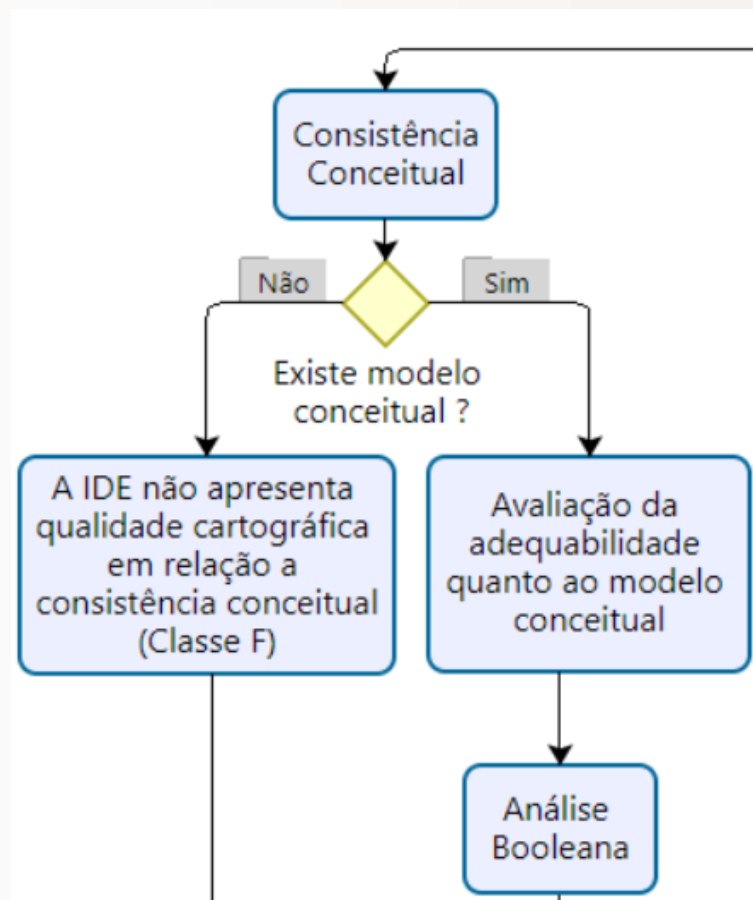 Consistência
Conceitual
Não
Sim
Existe modelo
conceitual ?
A IDE não apresenta
qualidade cartográfica
em relação a
consistência conceitual
(Classe F)
Avaliação da
adequabilidade
quanto ao modelo
conceitual
Análise
Booleana